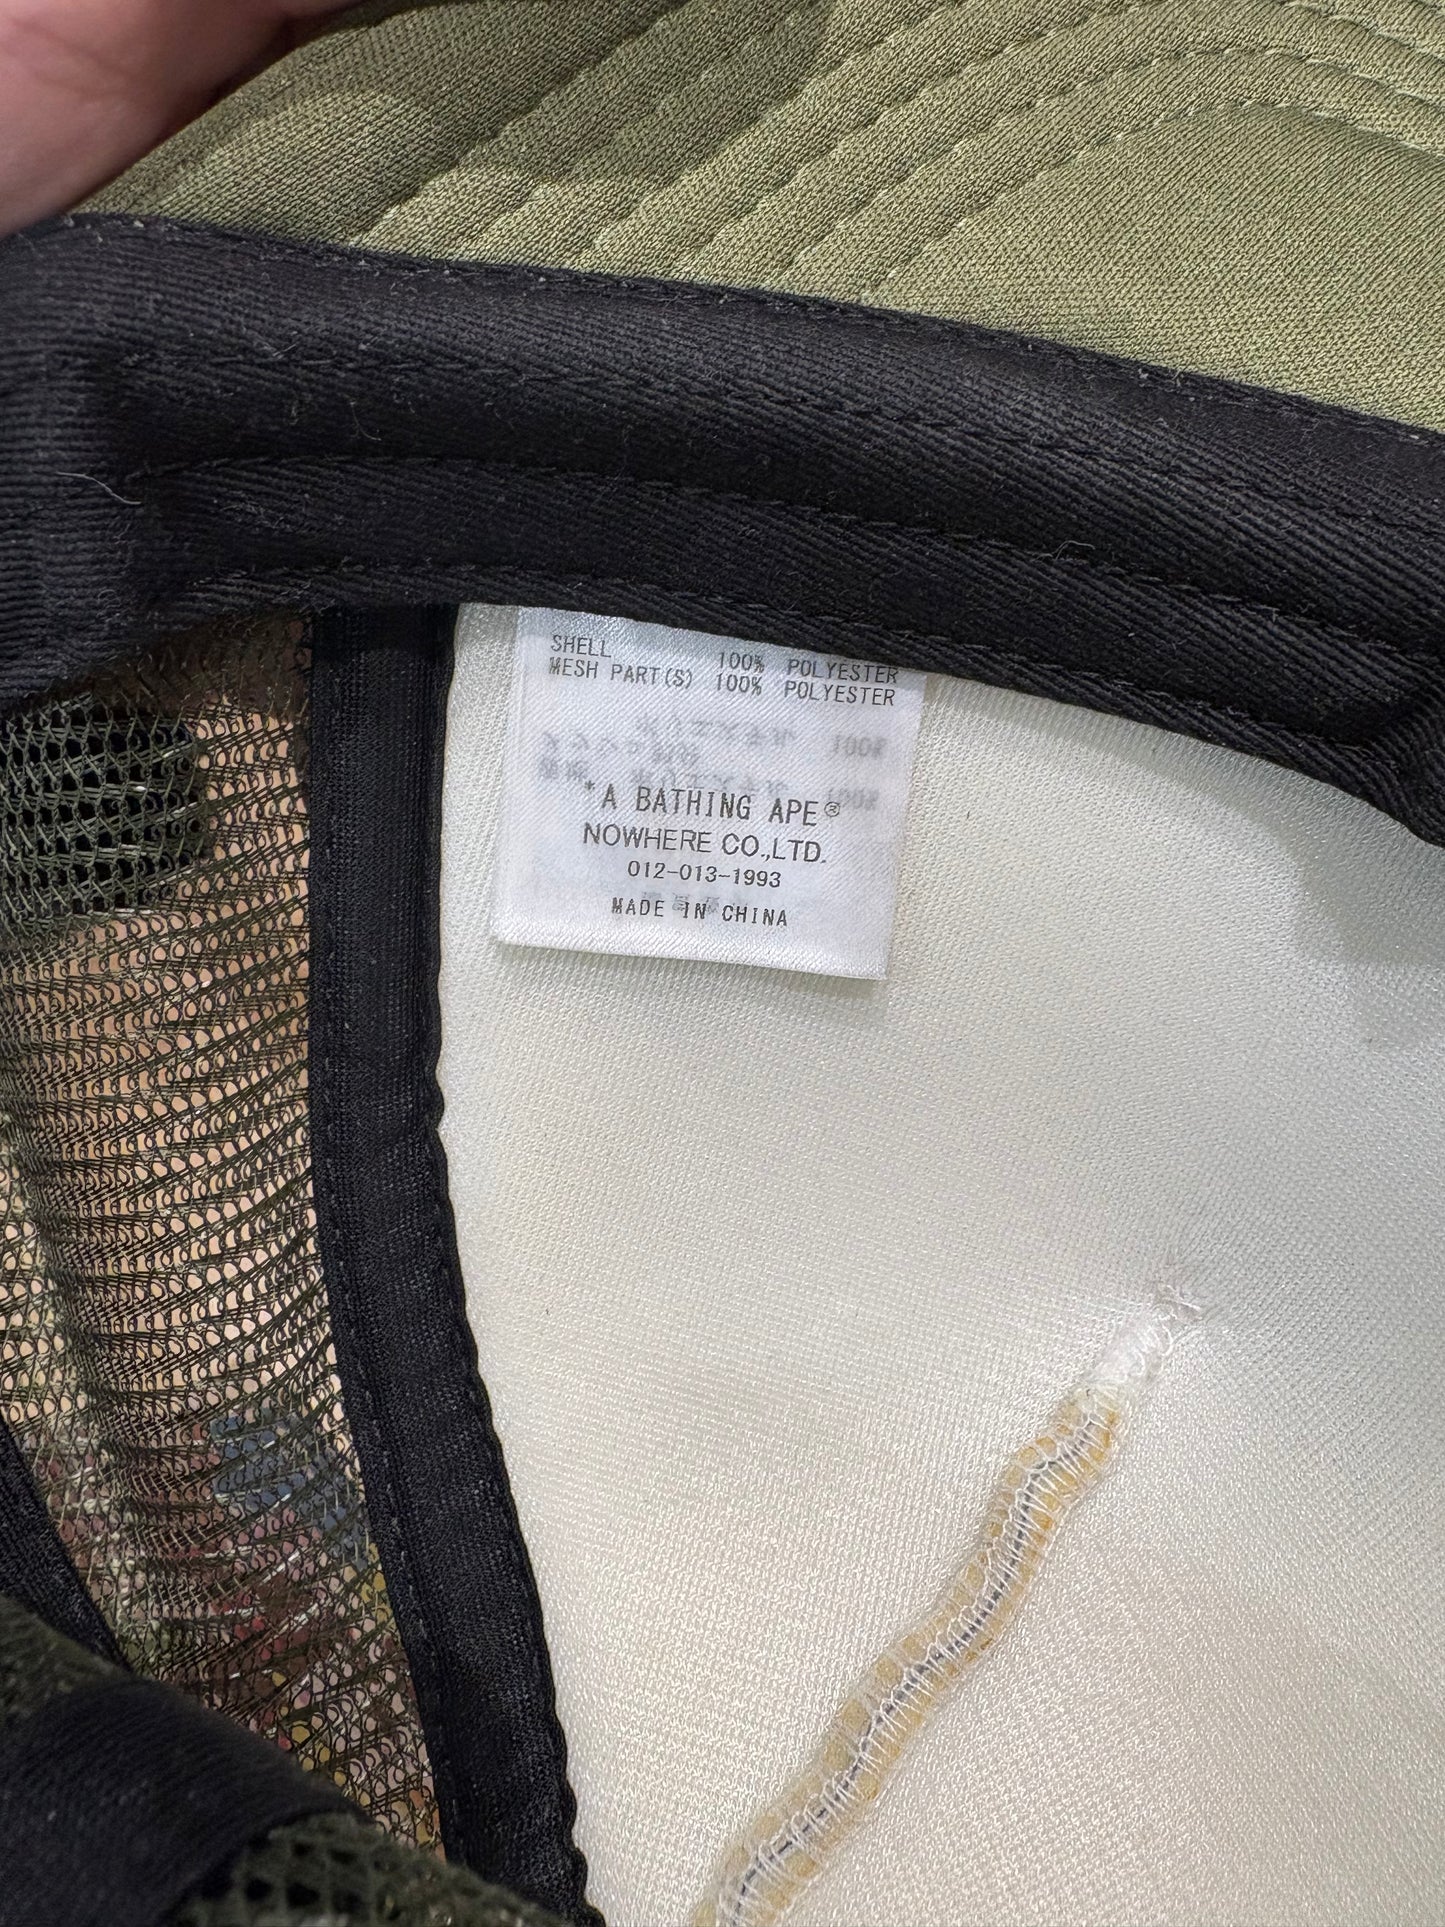 SHELL 100% POLYESTER
MESH PART(S) 100% POLYESTER
*A BATHING APE®
NOWHERE CO.,LTD.
012-013-1993
MADE IN CHINA